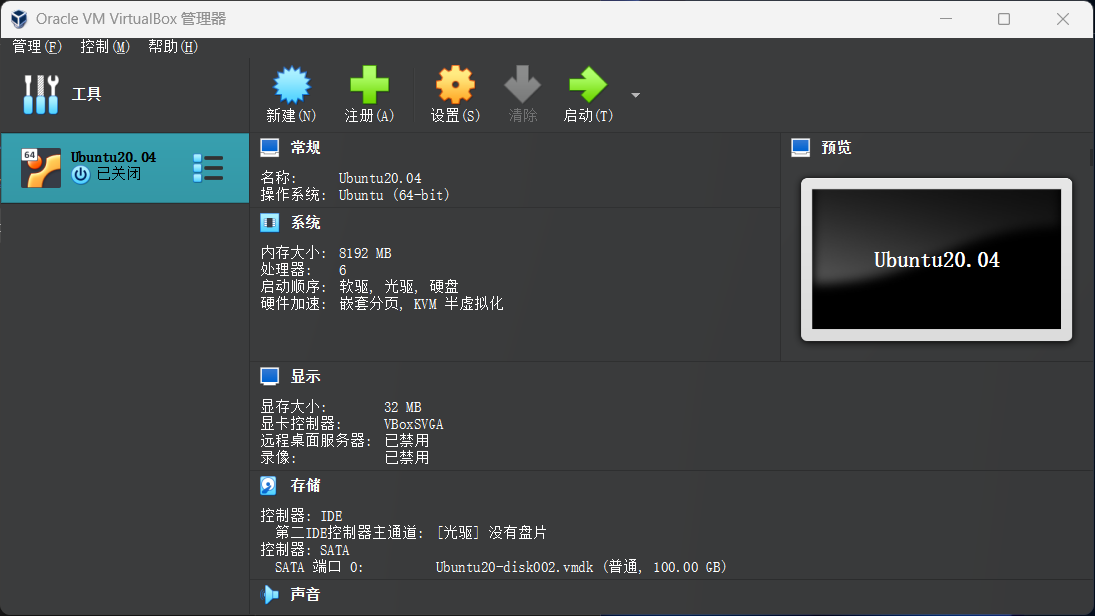 Oracle VM VirtualBox 管理器
管理(F) 控制(M) 帮助(H)
工具
新建(N) 注册(A) 设置(S) 清除 启动(T)
64
Ubuntu20.04
已关闭
常规
名称: Ubuntu20.04
操作系统: Ubuntu (64-bit)
系统
内存大小: 8192 MB
处理器: 6
启动顺序: 软驱, 光驱, 硬盘
硬件加速: 嵌套分页, KVM 半虚拟化
预览
Ubuntu20.04
显示
显存大小: 32 MB
显卡控制器: VBoxSVGA
远程桌面服务器: 已禁用
录像: 已禁用
存储
控制器: IDE
第二IDE控制器主通道: [光驱] 没有盘片
控制器: SATA
SATA 端口 0: Ubuntu20-disk002.vmdk (普通, 100.00 GB)
声音